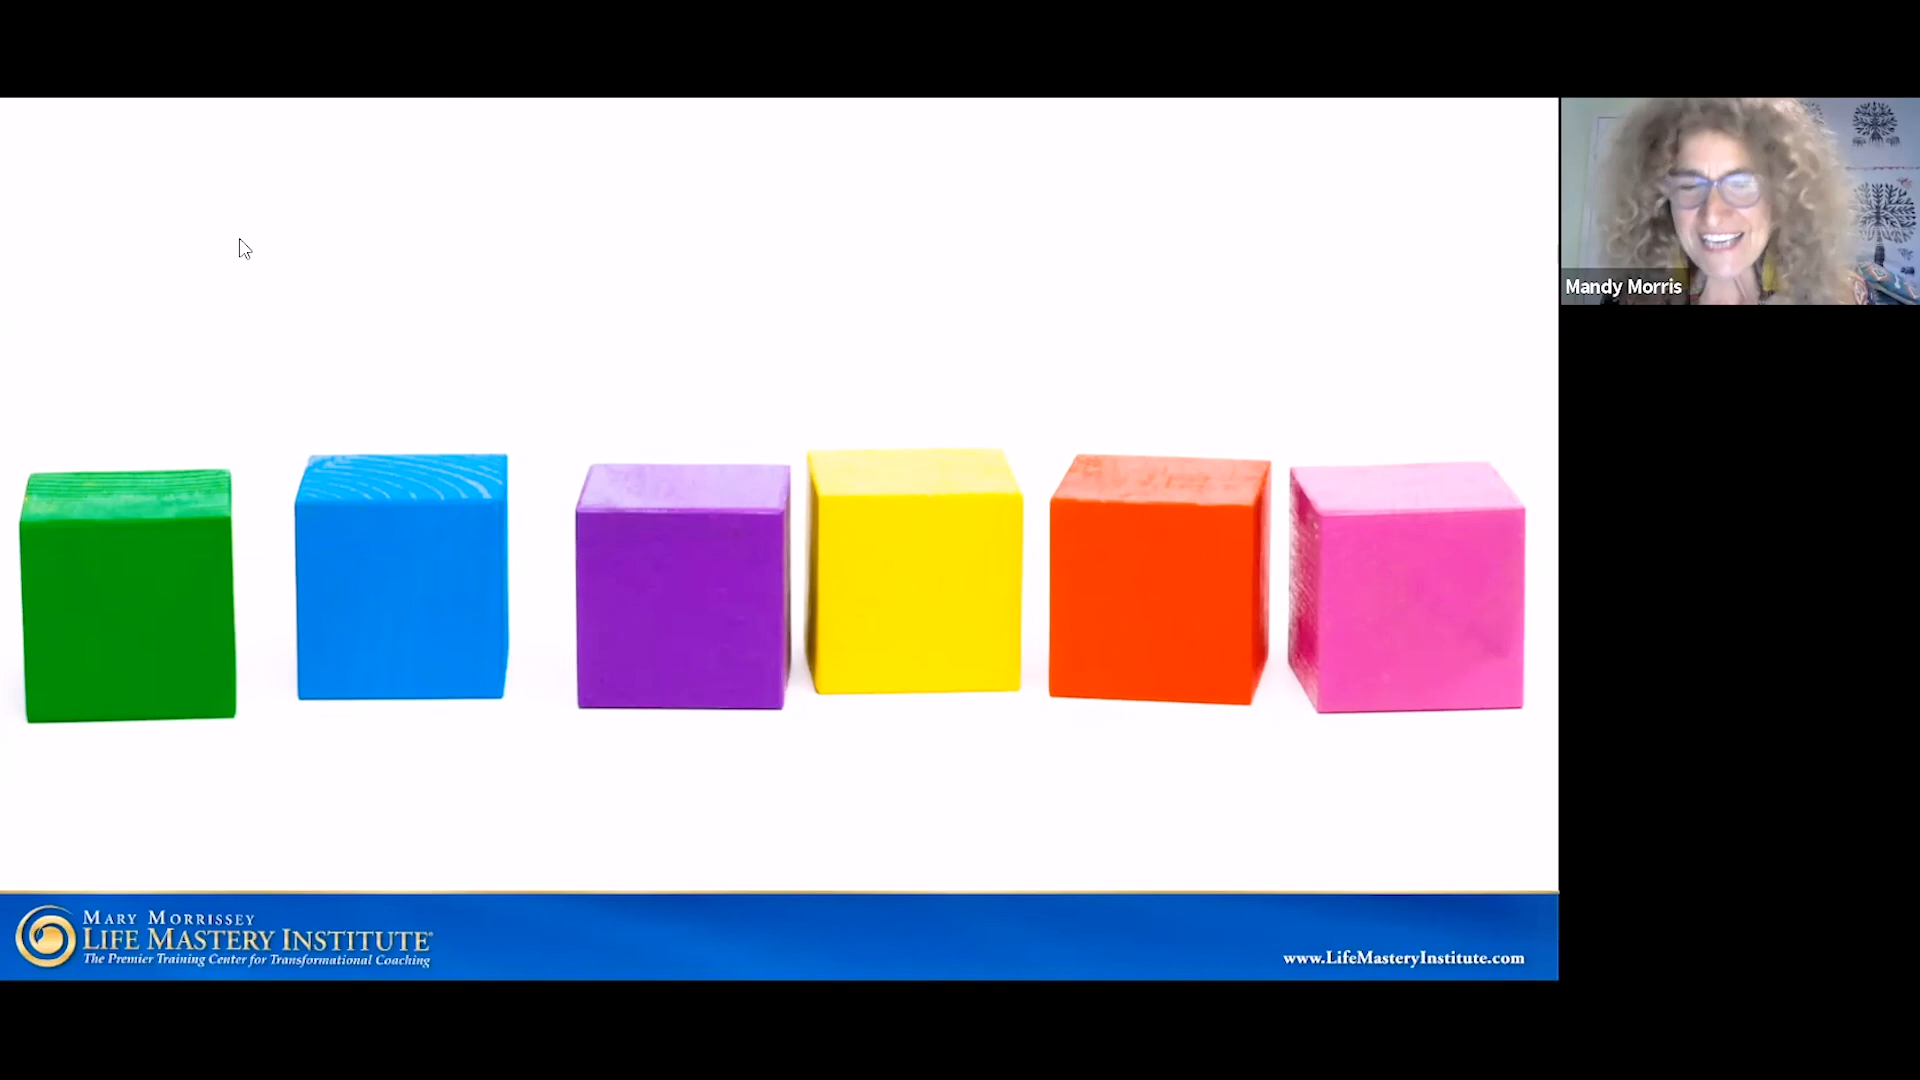 Mandy Morris
MARY MORRISSEY
LIFE MASTERY INSTITUTE®
The Premier Training Center for Transformational Coaching
www.LifeMasteryInstitute.com